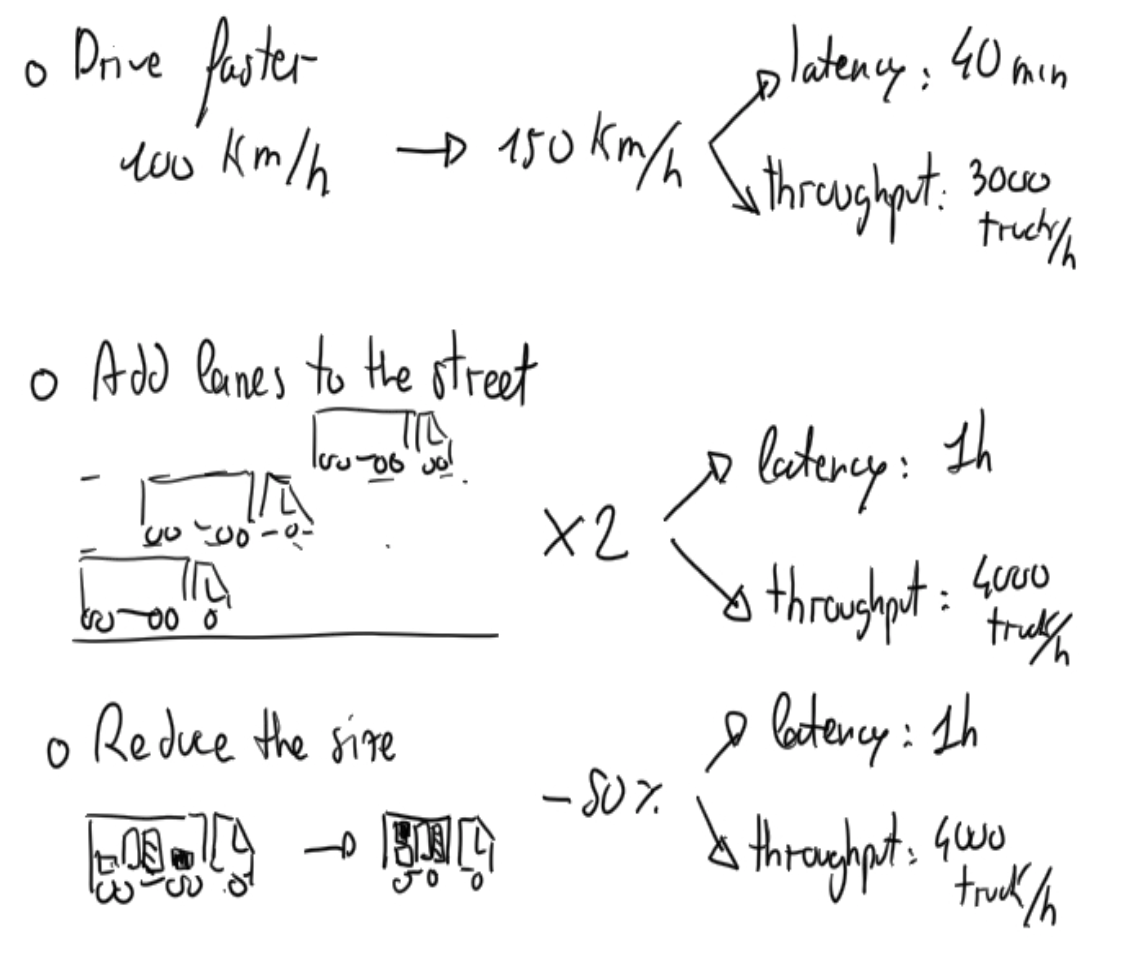 o Drive faster
100 Km/h → 150 Km/h
latency: 40 min
throughput: 3000
truck/h
o Add lanes to the street
X2
latency: 1h
throughput: 4000
truck/h
o Reduce the size
-50%
latency: 1h
throughput: 4000
truck/h